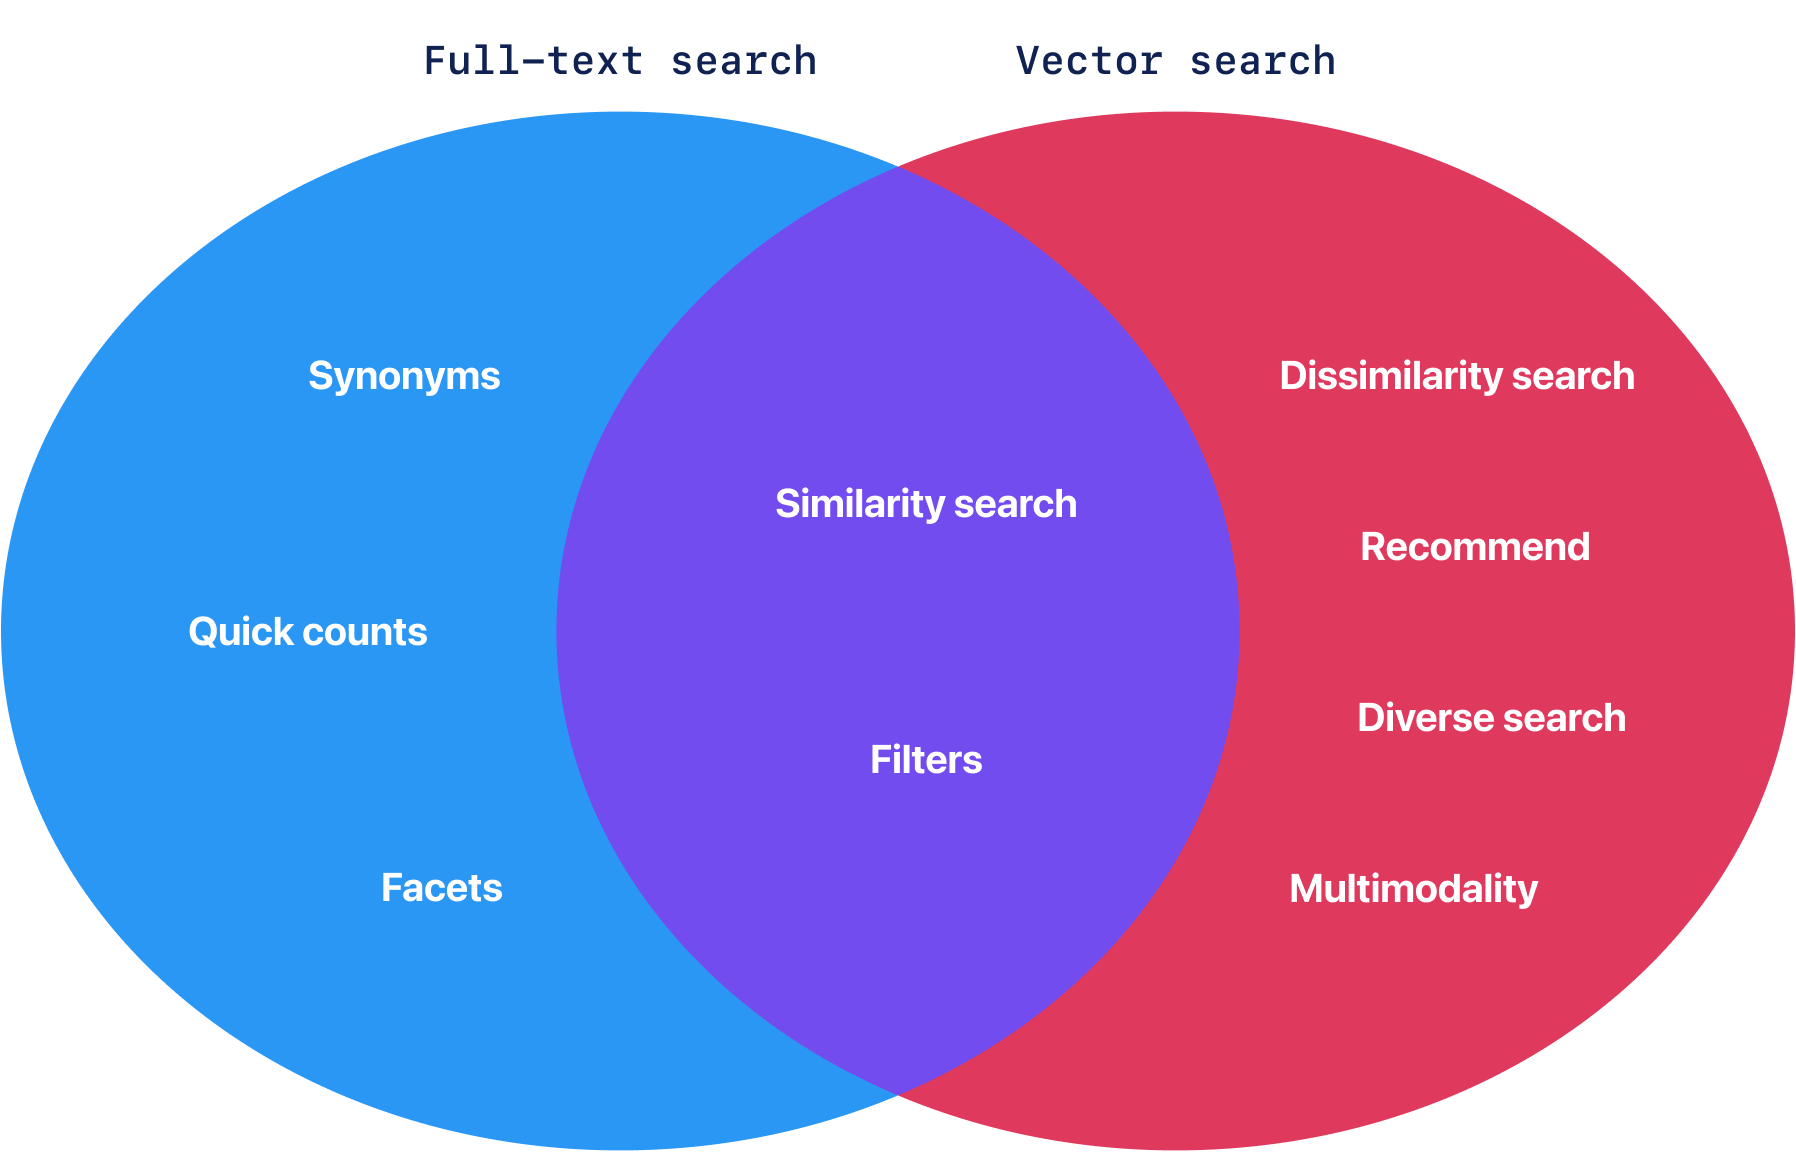 Full-text search
Vector search
Synonyms
Quick counts
Facets
Similarity search
Filters
Dissimilarity search
Recommend
Diverse search
Multimodality